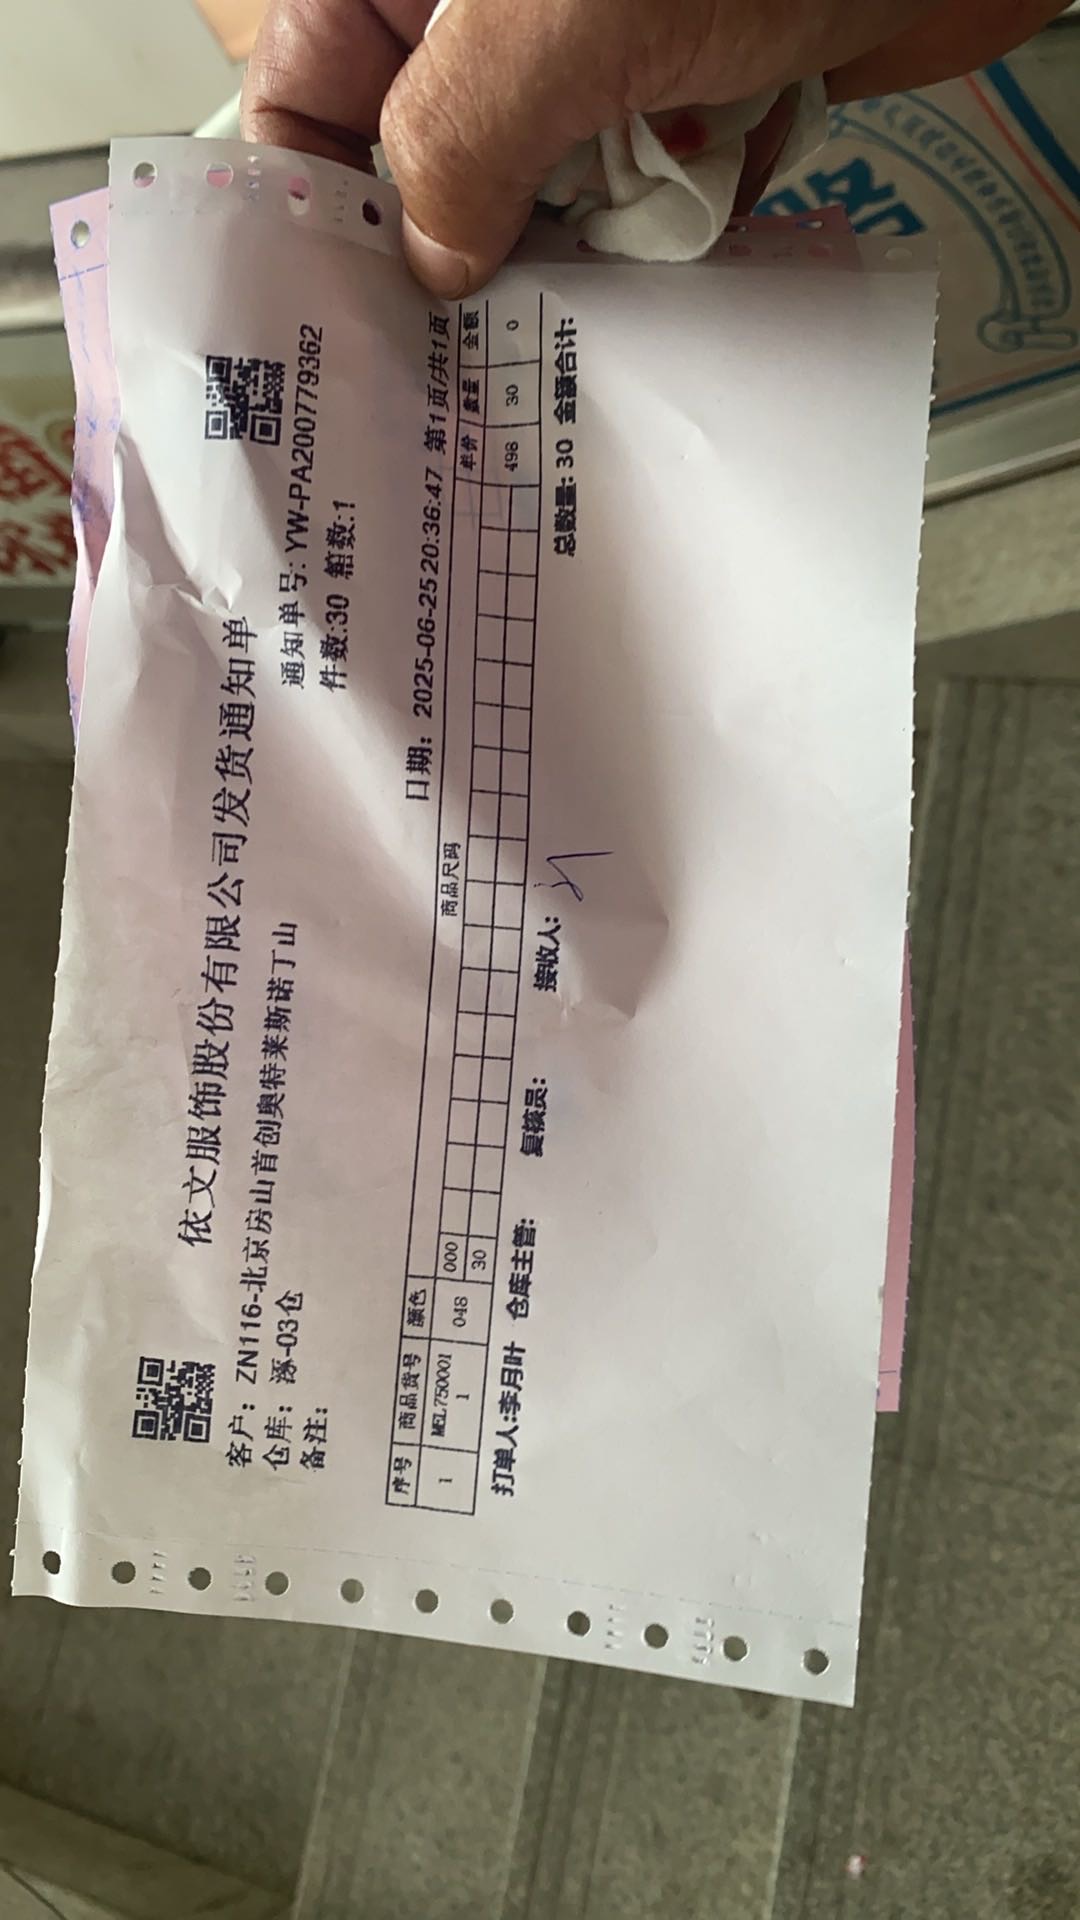 依文服饰股份有限公司发货通知单
客户: ZN116-北京房山首创奥特莱斯诺丁山
通知单号: YW-PA200779362
仓库: 涿-03仓
件数:30 箱数:1
备注:
日期: 2025-06-25 20:36:47 第1页/共1页
序号 商品货号 颜色 商品尺码 单价 数量 金额
1 MEL750001 1 048 000 498 30 0
30
总数量: 30 金额合计:
打单人:李月叶 仓库主管: 复核员: 接收人: